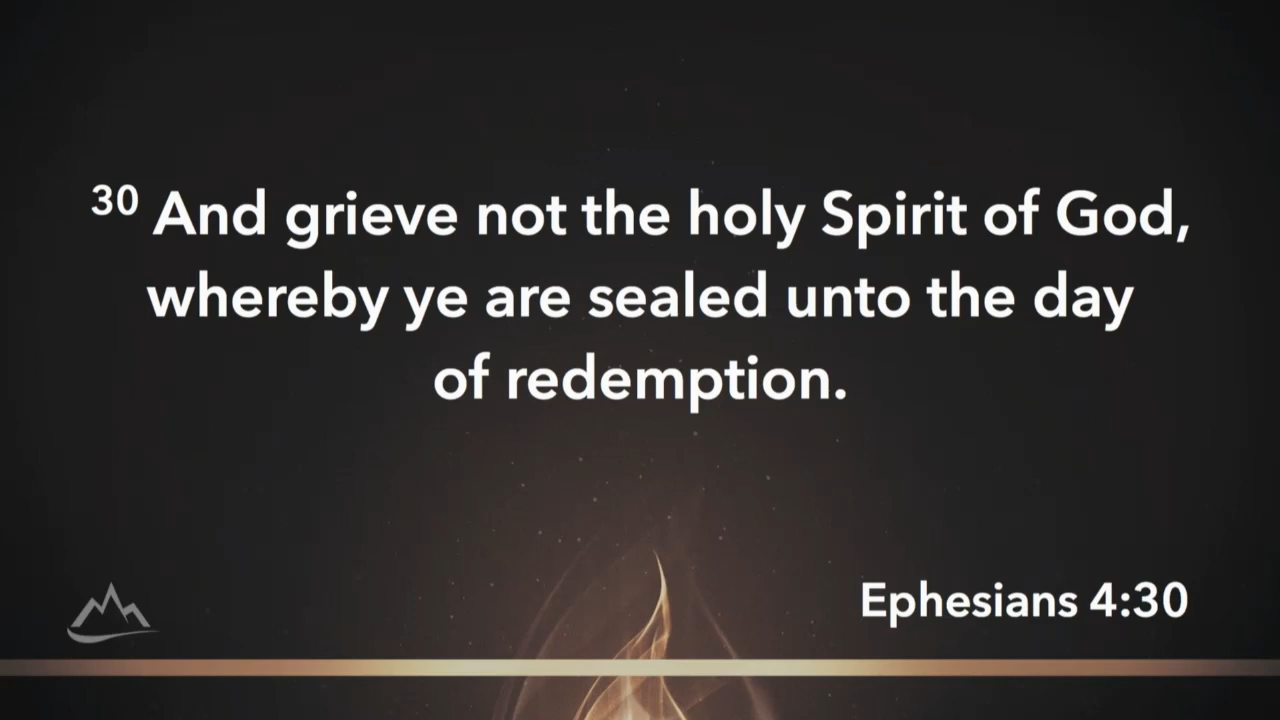 30 And grieve not the holy Spirit of God,
whereby ye are sealed unto the day
of redemption.
Ephesians 4:30